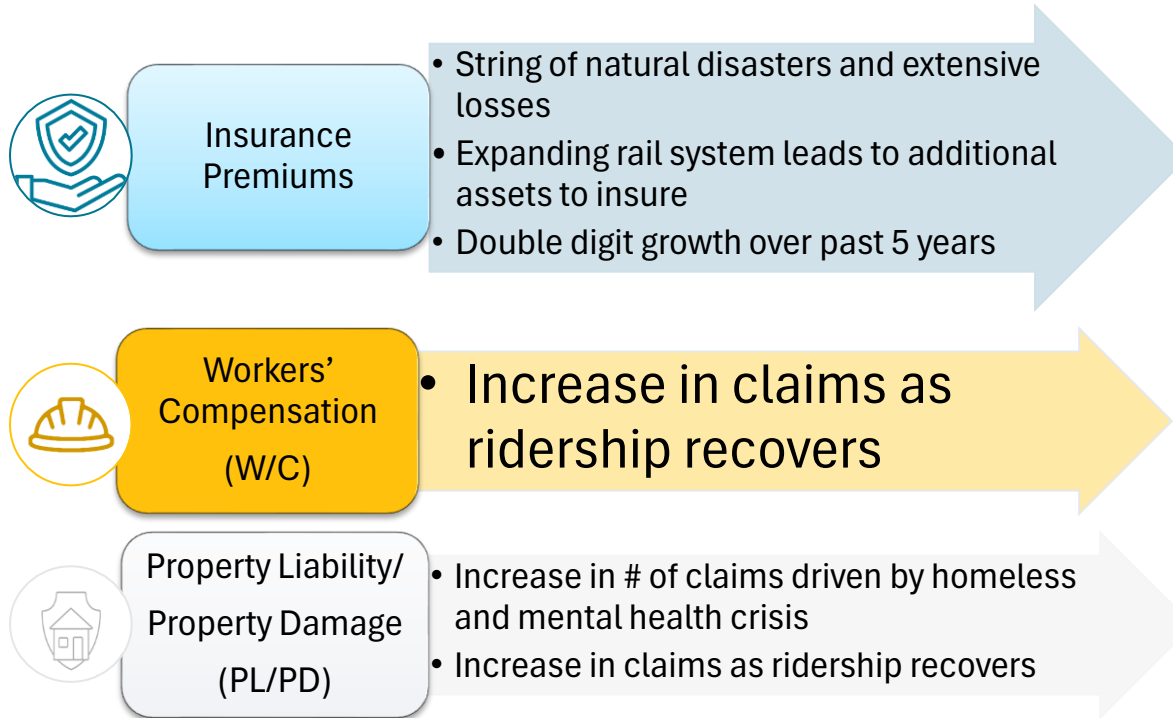 Insurance
Premiums
• String of natural disasters and extensive
losses
• Expanding rail system leads to additional
assets to insure
• Double digit growth over past 5 years
Workers’
Compensation
(W/C)
• Increase in claims as
ridership recovers
Property Liability/
Property Damage
(PL/PD)
• Increase in # of claims driven by homeless
and mental health crisis
• Increase in claims as ridership recovers